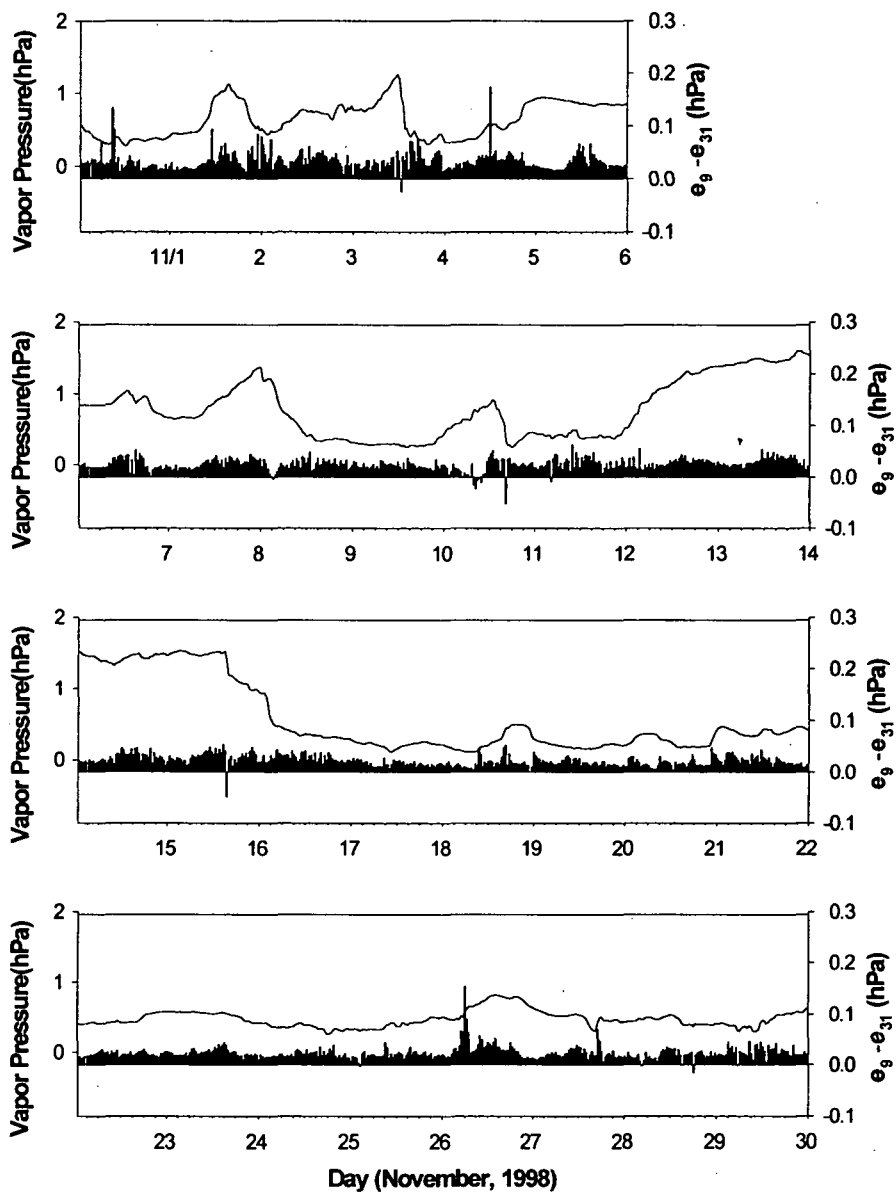 2
1
0
Vapor Pressure(hPa)
0.3
0.2
0.1
0.0
-0.1
e9 -e31 (hPa)
11/1 2 3 4 5 6
2
1
0
Vapor Pressure(hPa)
0.3
0.2
0.1
0.0
-0.1
e9 -e31 (hPa)
7 8 9 10 11 12 13 14
2
1
0
Vapor Pressure(hPa)
0.3
0.2
0.1
0.0
-0.1
e9 -e31 (hPa)
15 16 17 18 19 20 21 22
2
1
0
Vapor Pressure(hPa)
0.3
0.2
0.1
0.0
-0.1
e9 -e31 (hPa)
23 24 25 26 27 28 29 30
Day (November, 1998)